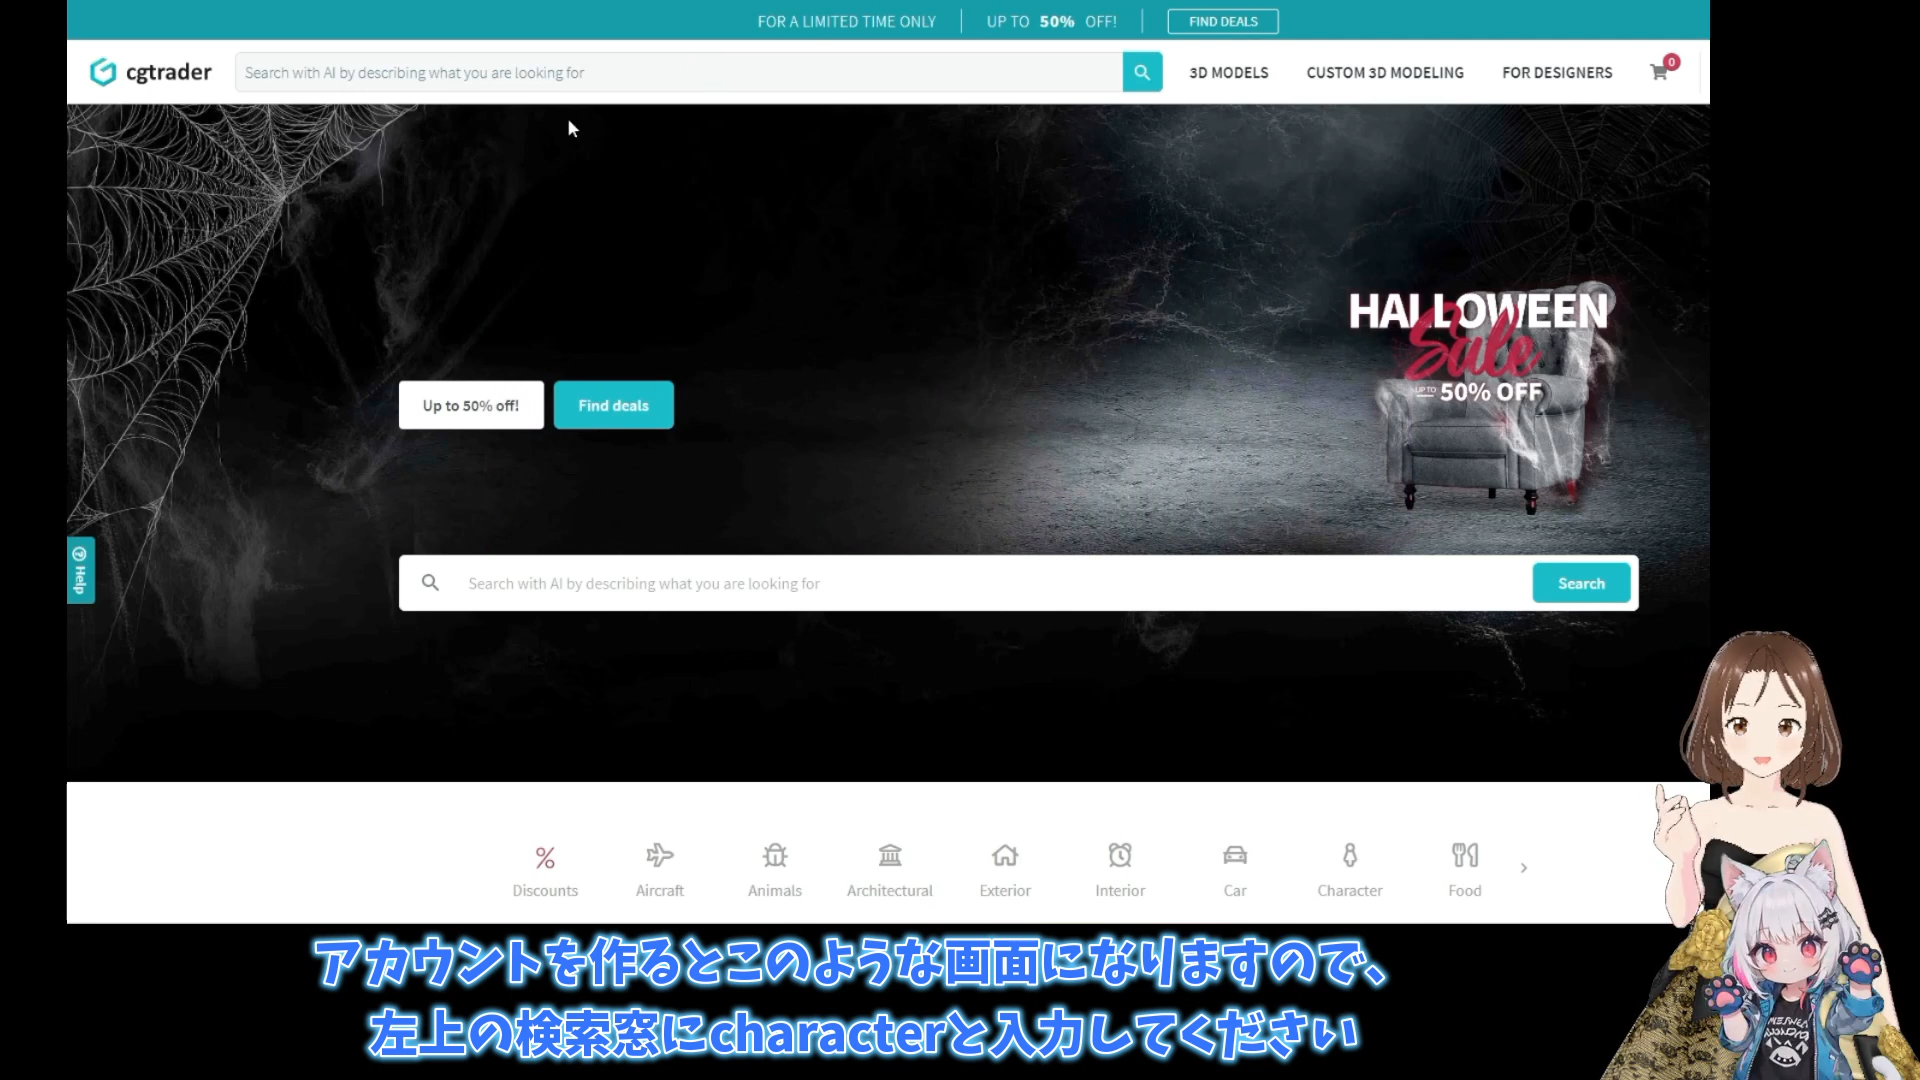 FOR A LIMITED TIME ONLY UP TO 50% OFF! FIND DEALS
cgtrader Search with AI by describing what you are looking for 3D MODELS CUSTOM 3D MODELING FOR DESIGNERS 0
HALLOWEEN
Sale
UP TO 50% OFF
Up to 50% off! Find deals
Help
Search with AI by describing what you are looking for Search
Discounts Aircraft Animals Architectural Exterior Interior Car Character Food
アカウントを作るとこのような画面になりますので、
左上の検索窓にcharacterと入力してください